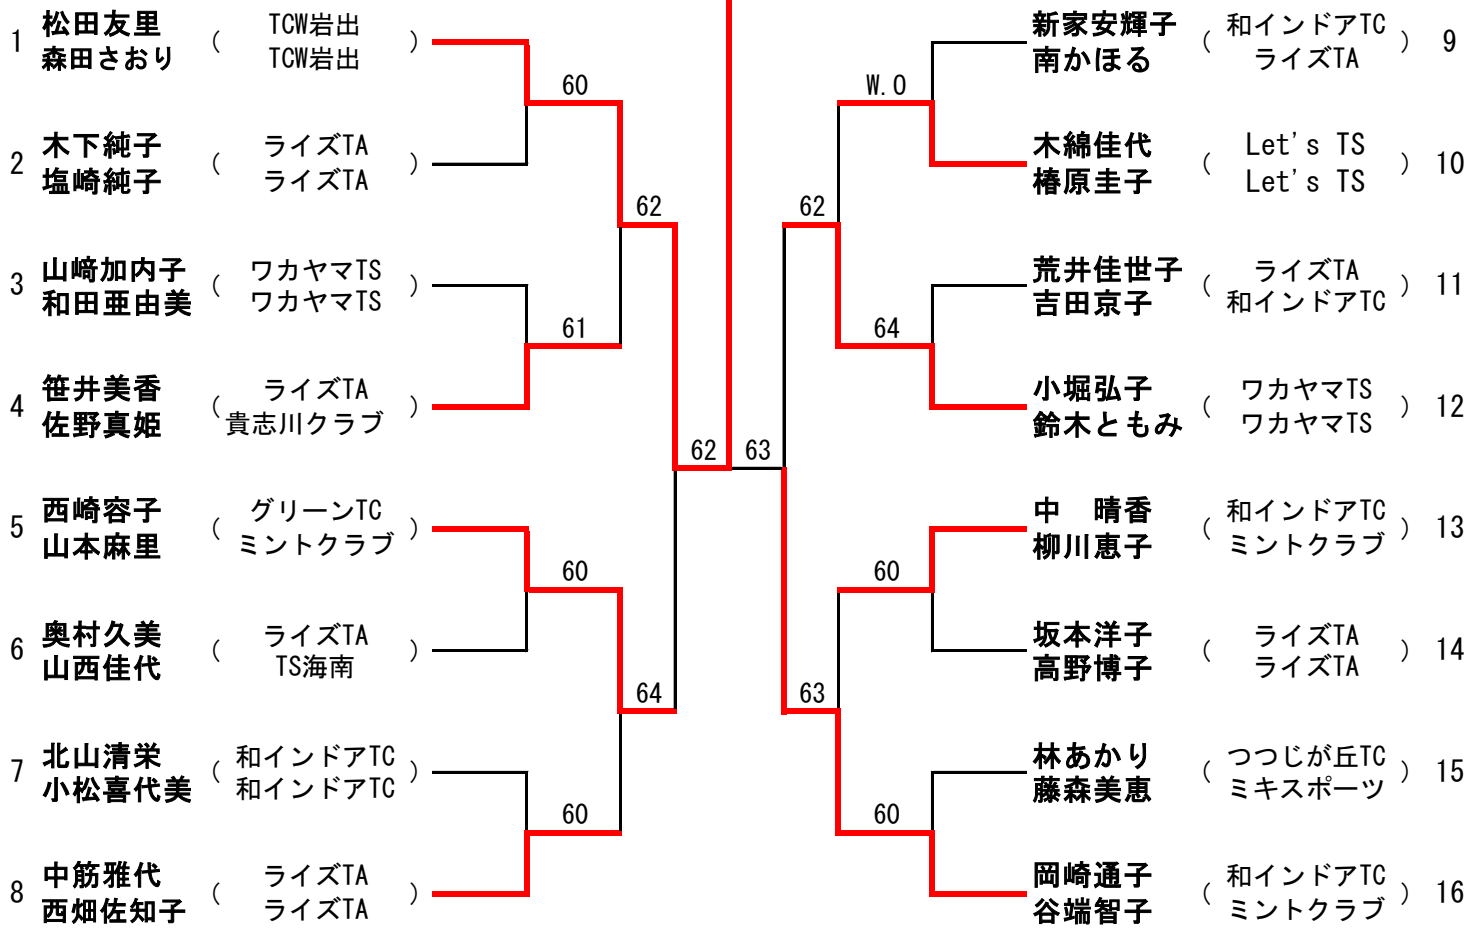 1 松田友里 ( TCW岩出 )
森田さおり TCW岩出
60
2 木下純子 ( ライズTA )
塩崎純子 ライズTA
62
3 山﨑加内子 ( ワカヤマTS )
和田亜由美 ワカヤマTS
61
4 笹井美香 ( ライズTA )
佐野真姫 貴志川クラブ
62 63
5 西崎容子 ( グリーンTC )
山本麻里 ミントクラブ
60
6 奥村久美 ( ライズTA )
山西佳代 TS海南
64
7 北山清栄 ( 和インドアTC )
小松喜代美 和インドアTC
60
8 中筋雅代 ( ライズTA )
西畑佐知子 ライズTA
新家安輝子 ( 和インドアTC ) 9
南かほる ライズTA
W.O
木綿佳代 ( Let's TS ) 10
椿原圭子 Let's TS
62
荒井佳世子 ( ライズTA ) 11
吉田京子 和インドアTC
64
小堀弘子 ( ワカヤマTS ) 12
鈴木ともみ ワカヤマTS
中　晴香 ( 和インドアTC ) 13
柳川恵子 ミントクラブ
60
坂本洋子 ( ライズTA ) 14
高野博子 ライズTA
63
林あかり ( つつじが丘TC ) 15
藤森美恵 ミキスポーツ
60
岡崎通子 ( 和インドアTC ) 16
谷端智子 ミントクラブ